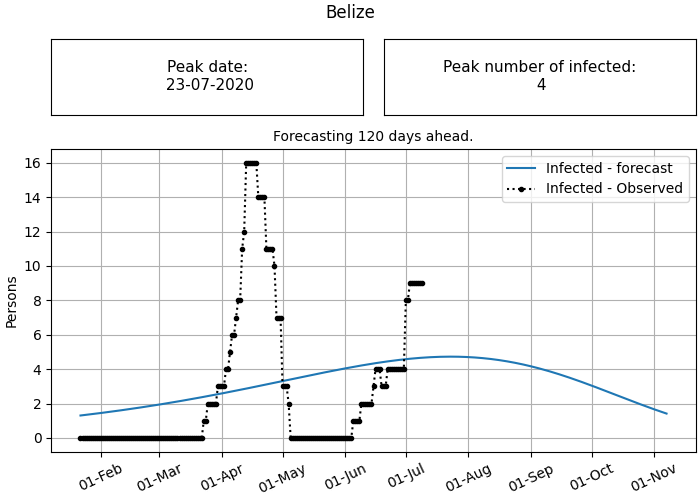 Belize
Peak date:
23-07-2020
Peak number of infected:
4
Forecasting 120 days ahead.
Infected - forecast
Infected - Observed
Persons
16
14
12
10
8
6
4
2
0
01-Feb
01-Mar
01-Apr
01-May
01-Jun
01-Jul
01-Aug
01-Sep
01-Oct
01-Nov